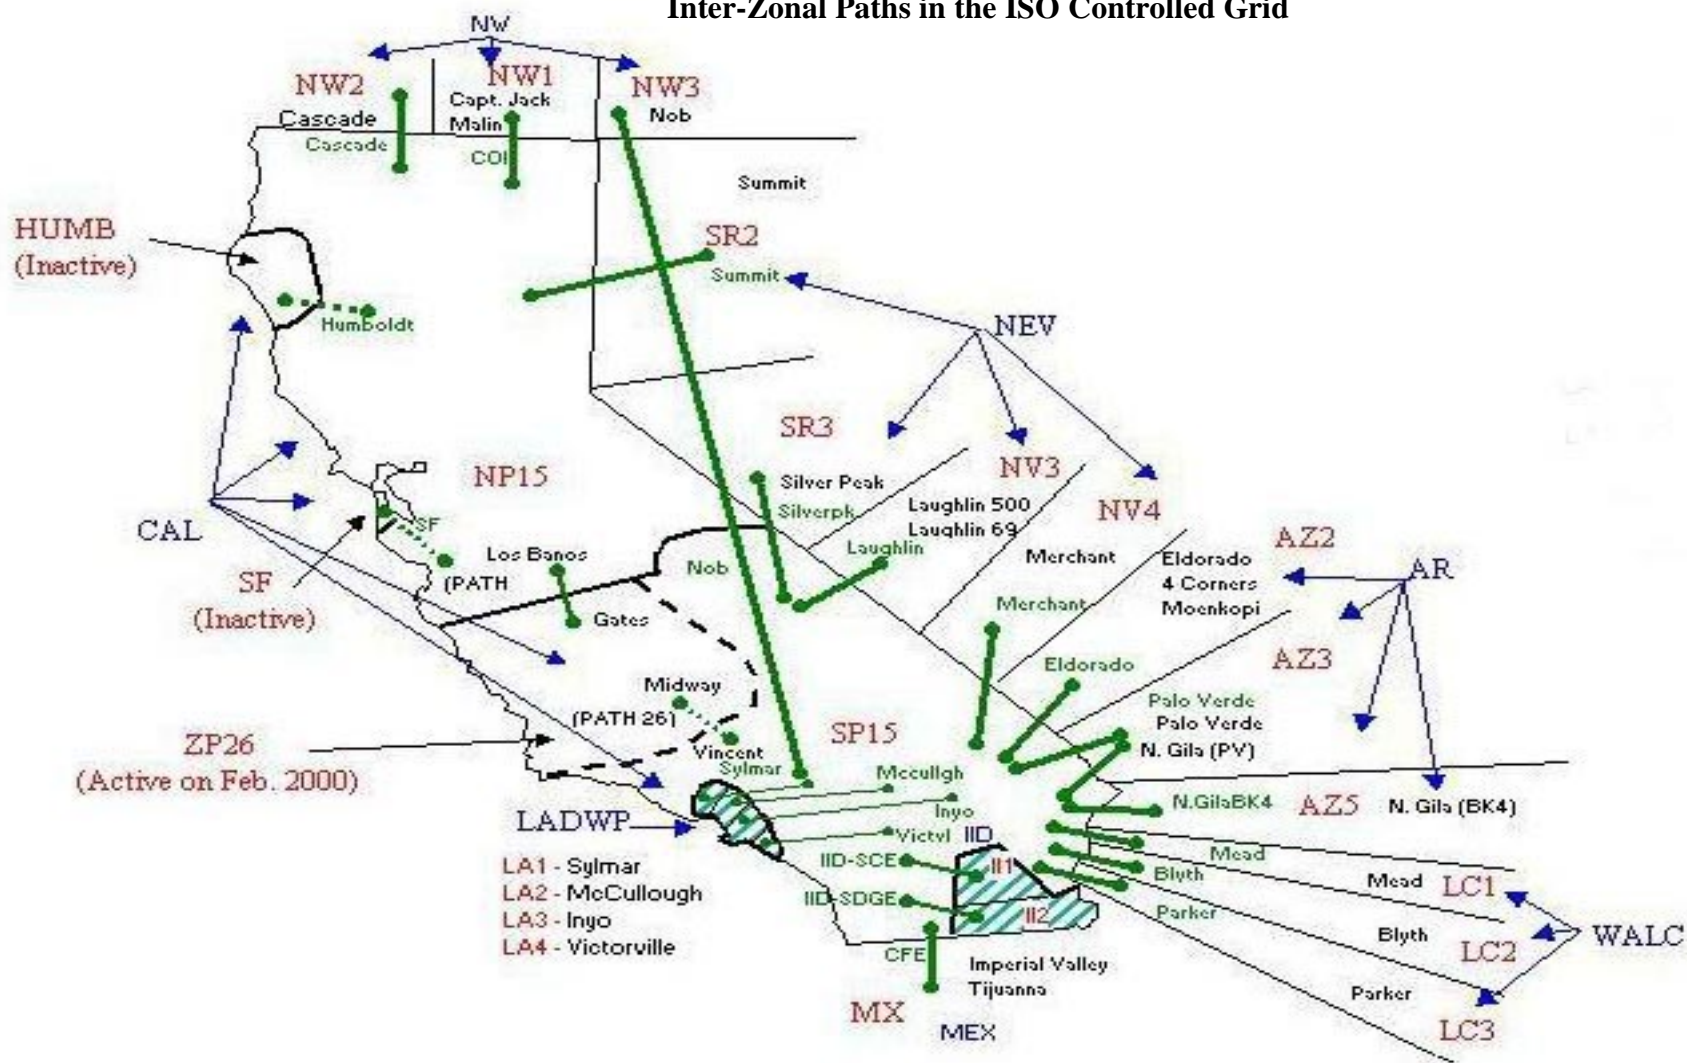 Inter-Zonal Paths in the ISO Controlled Grid
NW
NW2
NW1
NW3
Capt. Jack
Nob
Cascade
Malin
Cascade
COI
Summit
HUMB
(Inactive)
SR2
Summit
Humboldt
NEV
SR3
NV3
NP15
Silver Peak
Laughlin 500
Silverpk
NV4
Laughlin 69
CAL
SF
AZ2
Laughlin
Los Banos
Nob
Merchant
Eldorado
AR
SF
(PATH
4 Corners
(Inactive)
Merchant
Moenkopi
Gates
Eldorado
AZ3
Midway
Palo Verde
(PATH 26)
SP15
Palo Verde
ZP26
Vincent
N. Gila (PV)
(Active on Feb. 2000)
Sylmar
Mccullgh
N.GilaBK4
AZ5
N. Gila (BK4)
LADWP
Inyo
Victvl
IID
LA1 - Sylmar
IID-SCE
II1
Mead
LA2 - McCullough
Blyth
Mead
LC1
LA3 - Inyo
IID-SDGE
II2
Parker
LA4 - Victorville
Blyth
WALC
CFE
LC2
Imperial Valley
Tijuanna
Parker
MX
MEX
LC3